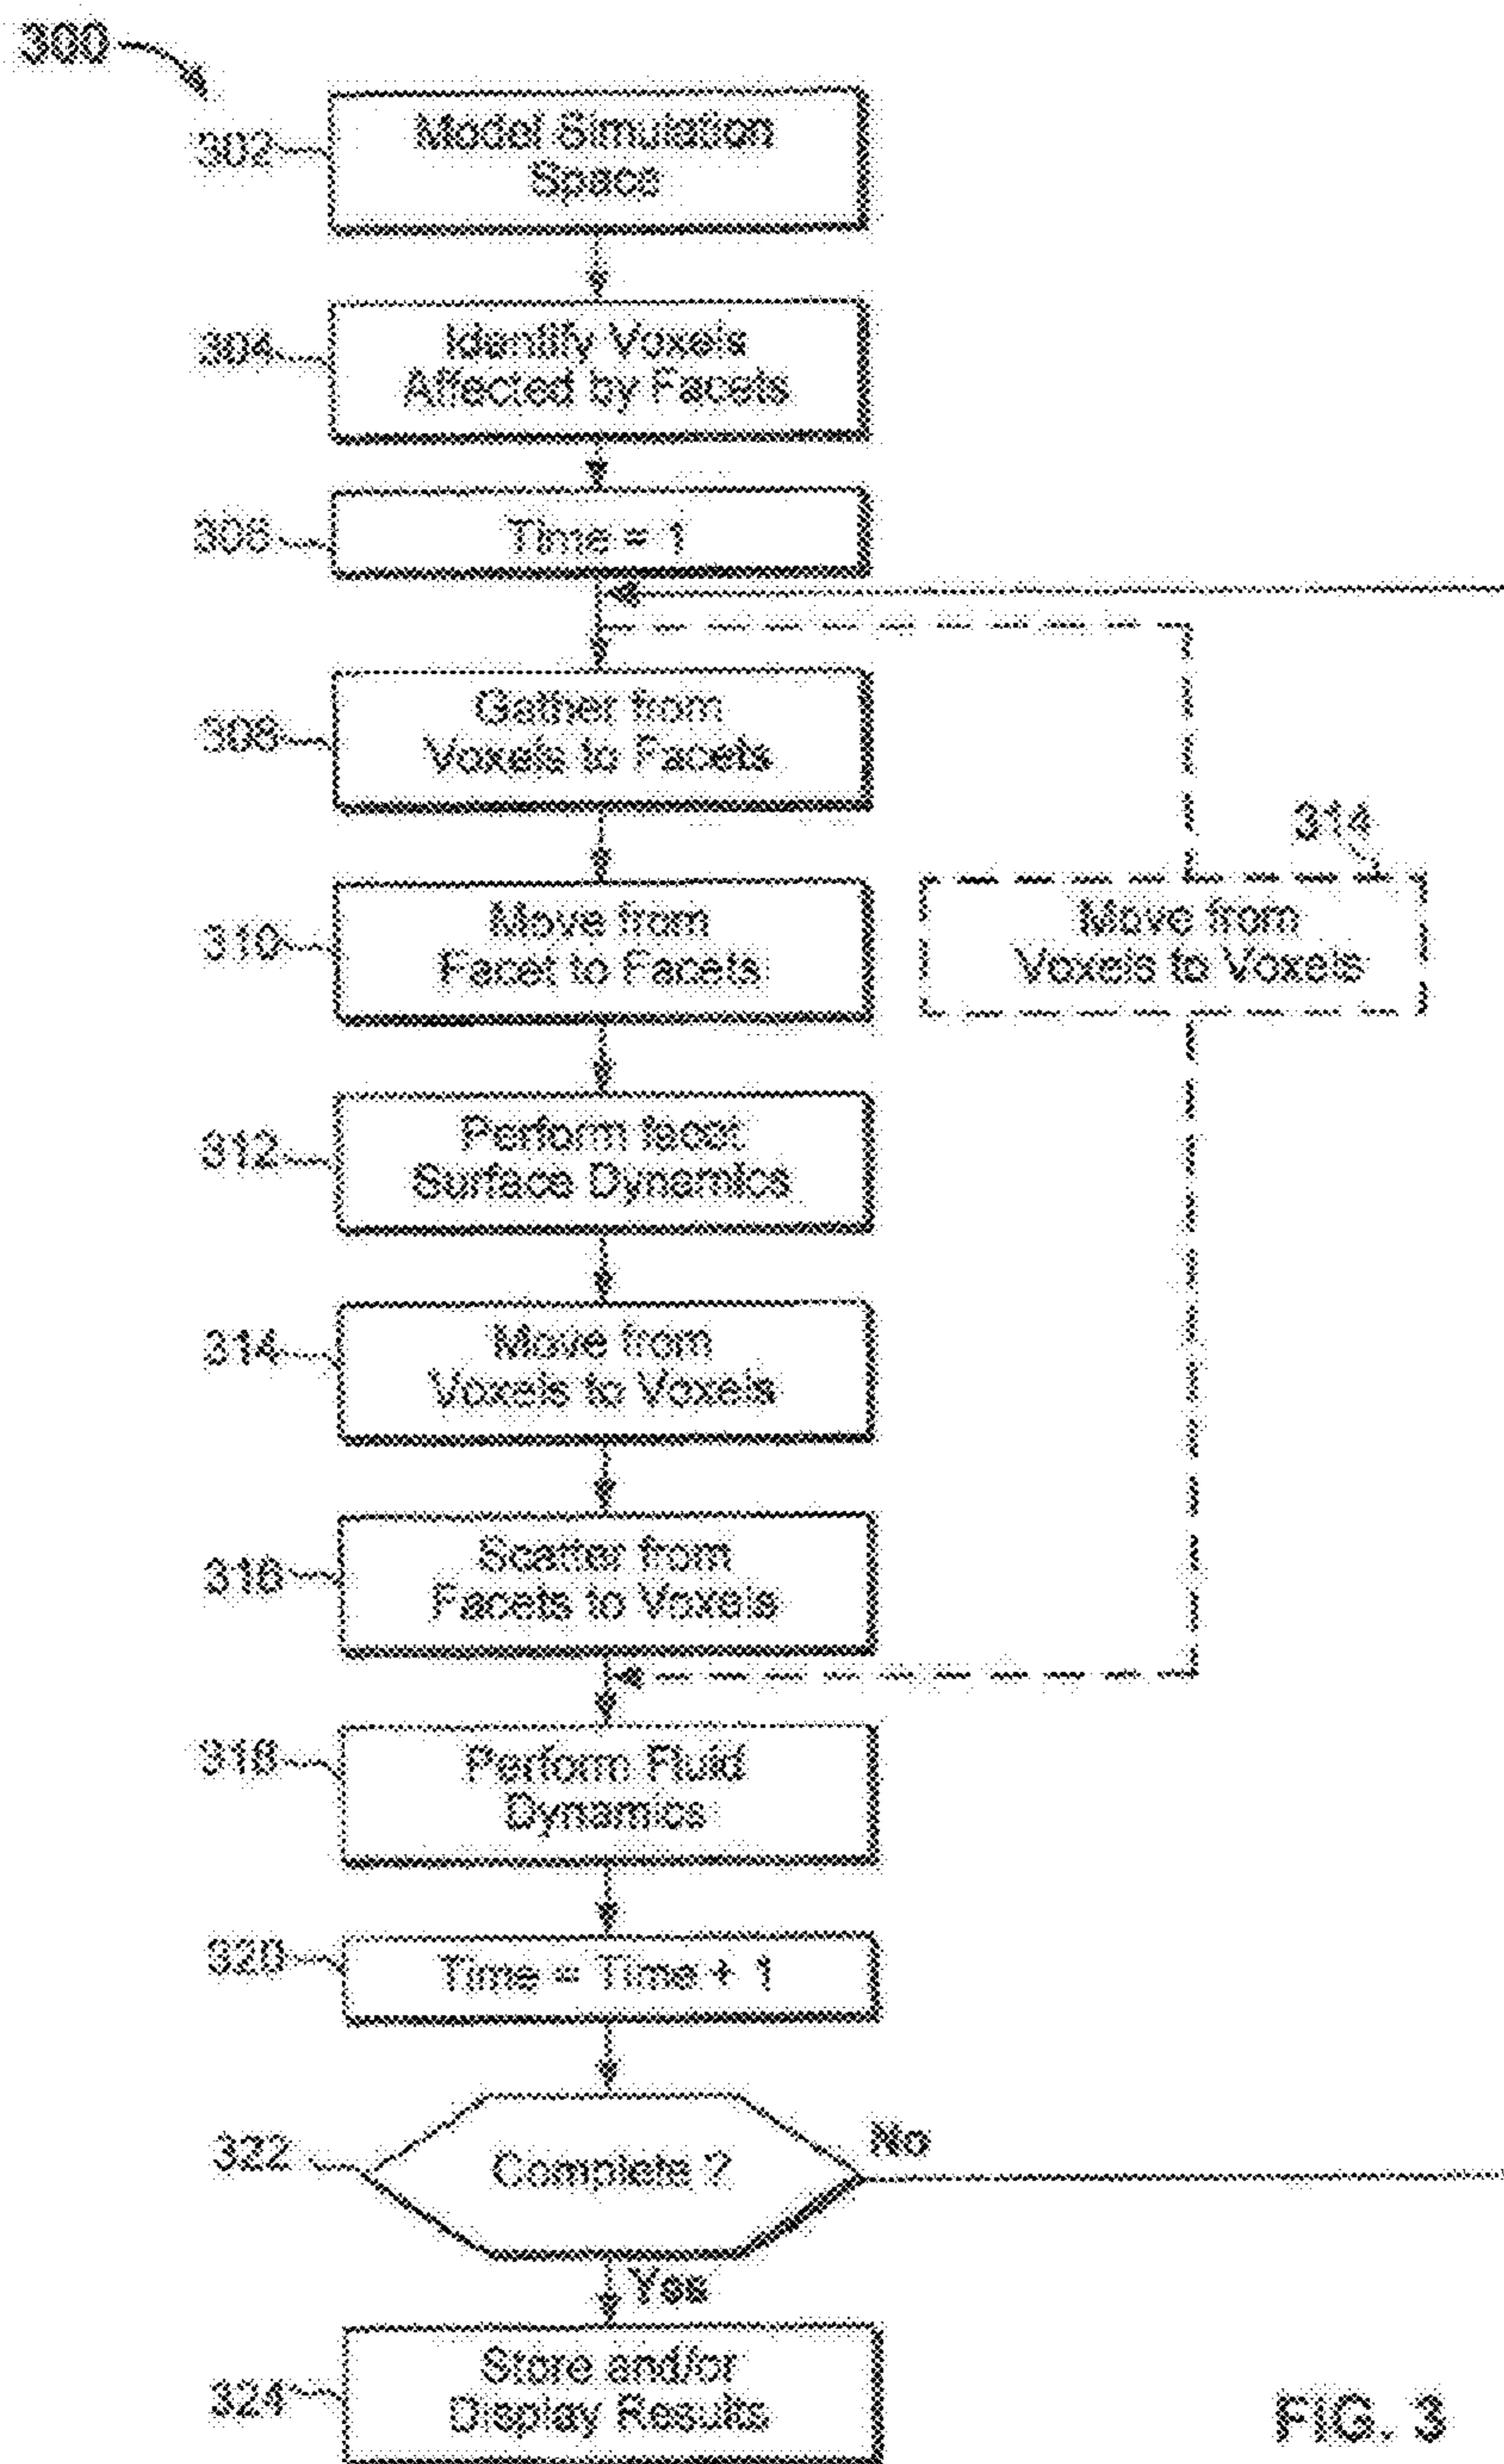 300
302
Model Simulation
Space
304
Identify Voxels
Affected by Facets
306
Time = 1
308
Gather from
Voxels to Facets
310
Move from
Facet to Facets
314
Move from
Voxels to Voxels
312
Perform facet
Surface Dynamics
314
Move from
Voxels to Voxels
316
Scatter from
Facets to Voxels
318
Perform Fluid
Dynamics
320
Time = Time + 1
322
Complete ?
No
Yes
324
Store and/or
Display Results
FIG. 3